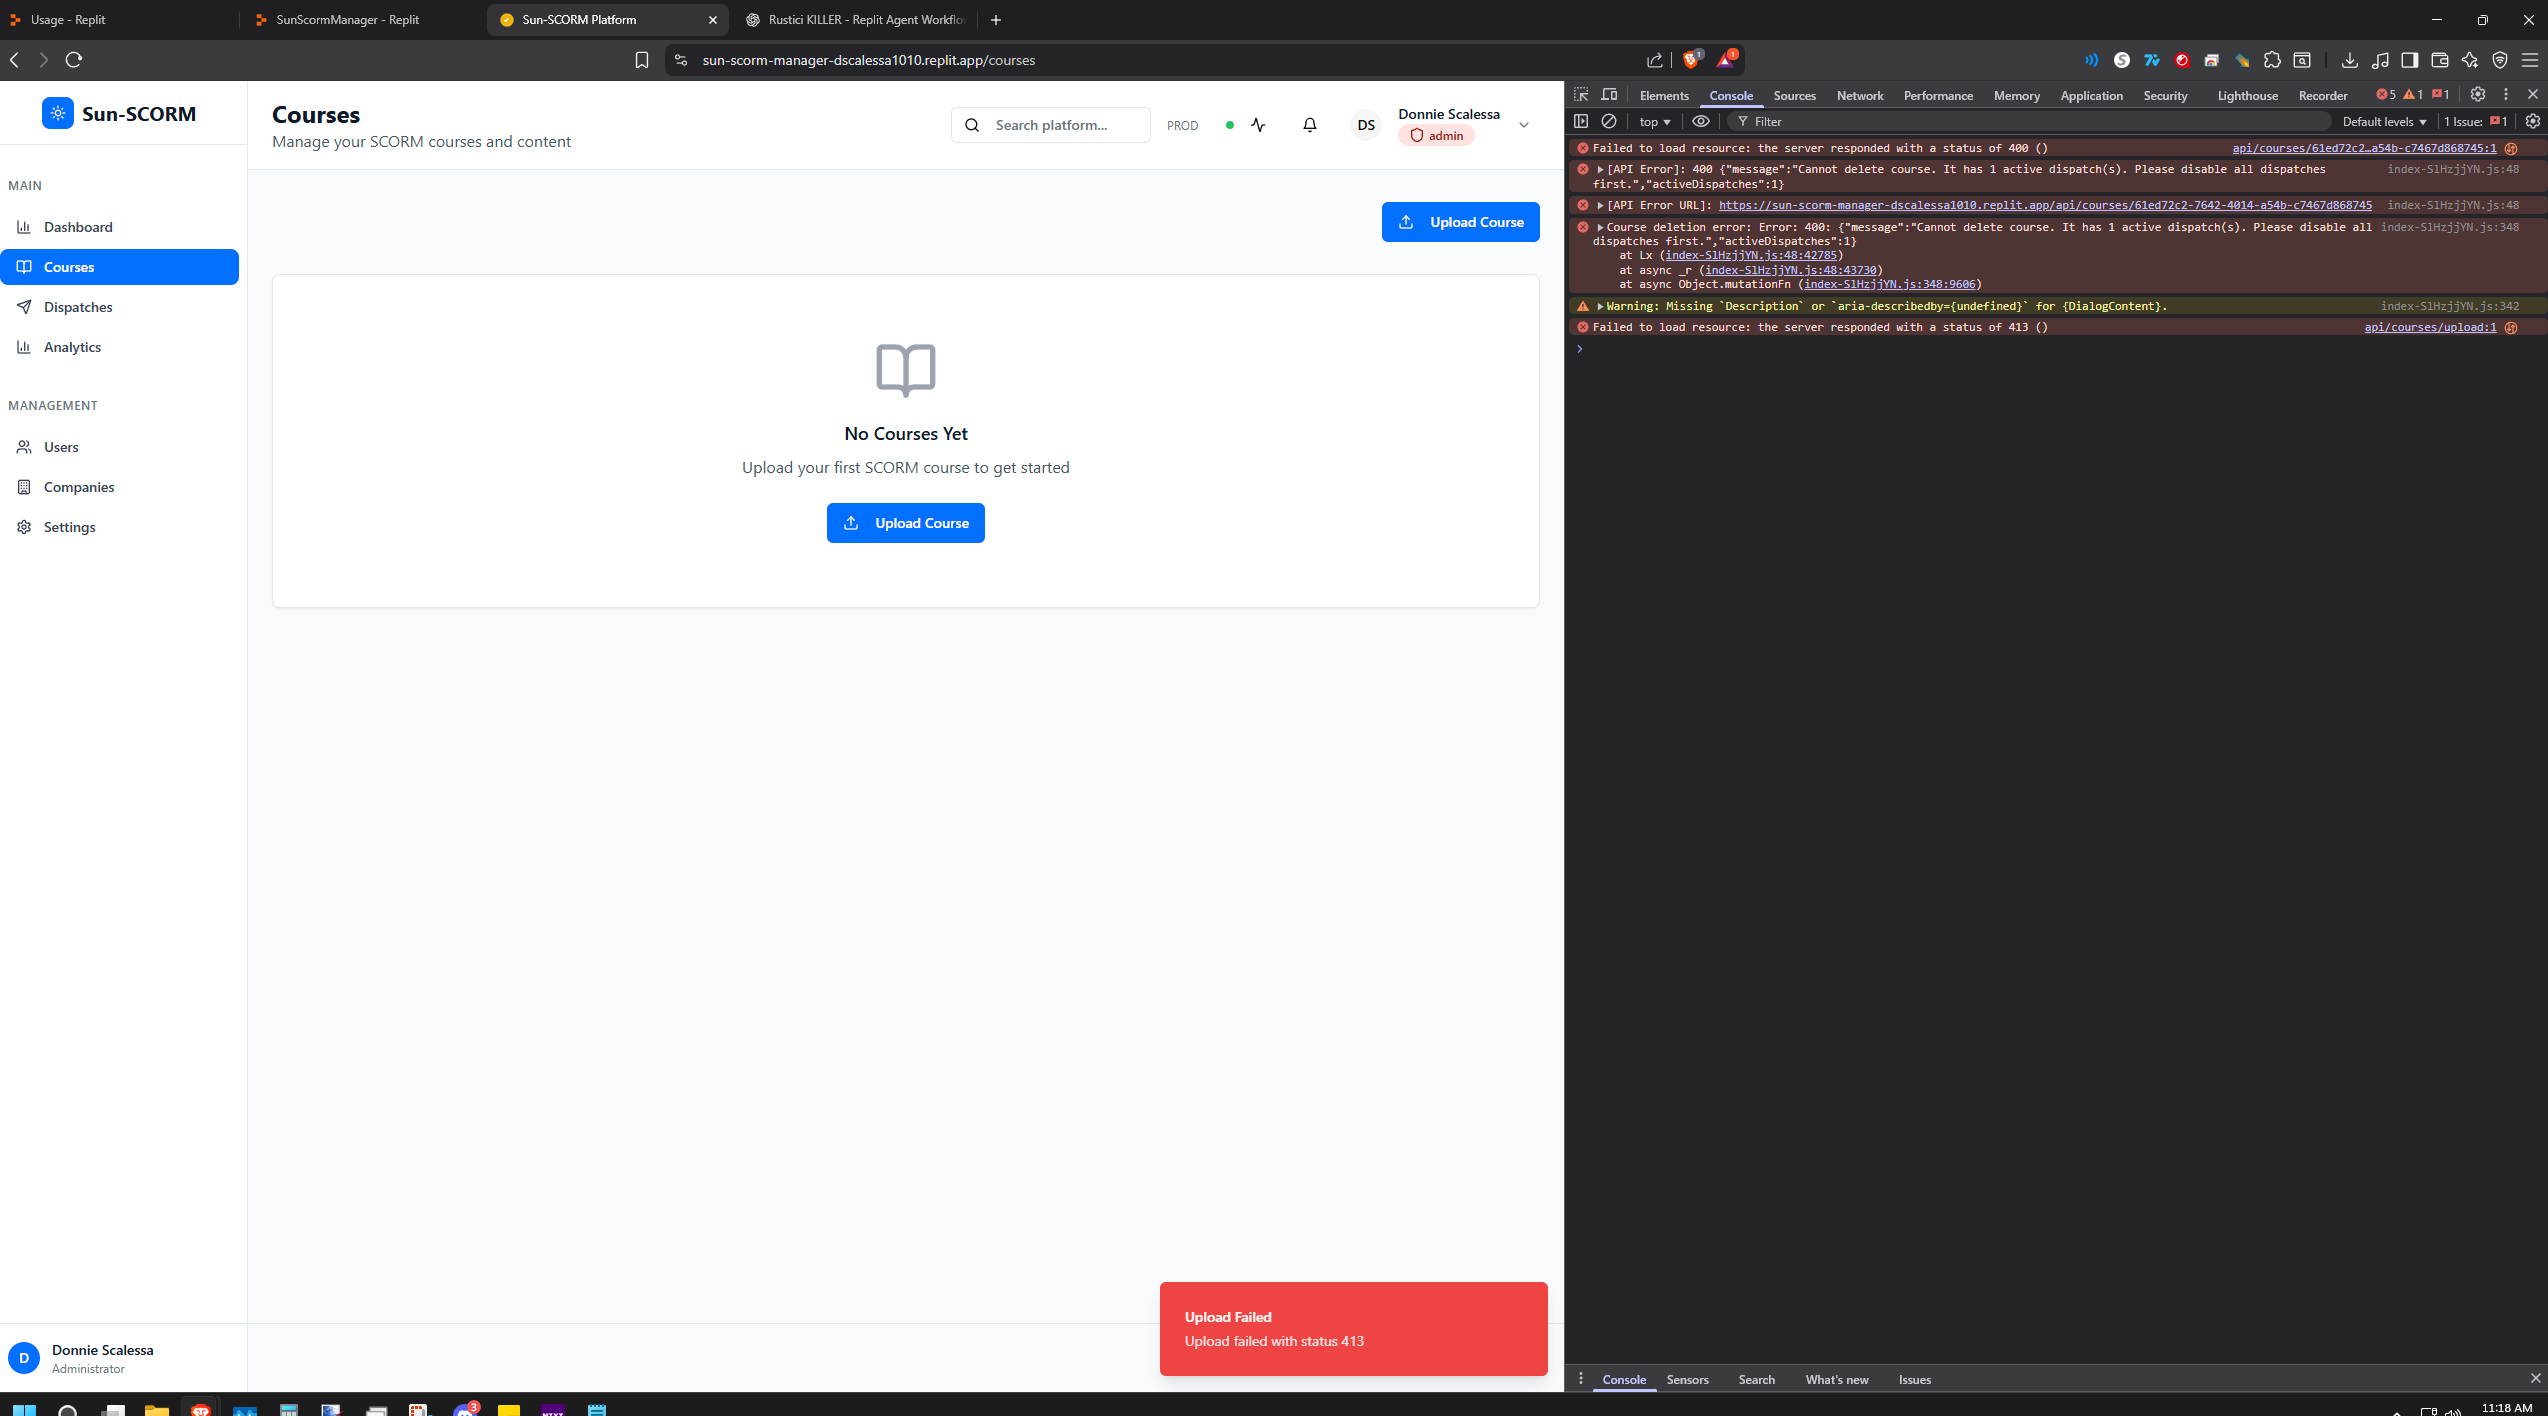 Usage - Replit
SunScormManager - Replit
Sun-SCORM Platform
Rustici KILLER - Replit Agent Workflo
sun-scorm-manager-dscalessa1010.replit.app/courses
1
1
Sun-SCORM
MAIN
Dashboard
Courses
Dispatches
Analytics
MANAGEMENT
Users
Companies
Settings
D
Donnie Scalessa
Administrator
Courses
Manage your SCORM courses and content
Search platform...
PROD
DS
Donnie Scalessa
admin
Upload Course
No Courses Yet
Upload your first SCORM course to get started
Upload Course
Upload Failed
Upload failed with status 413
Elements Console Sources Network Performance Memory Application Security Lighthouse Recorder 5 1 1
top Filter Default levels 1 Issue: 1
Failed to load resource: the server responded with a status of 400 () api/courses/61ed72c2…a54b-c7467d868745:1
[API Error]: 400 {"message":"Cannot delete course. It has 1 active dispatch(s). Please disable all dispatches index-SlHzjjYN.js:48
first.","activeDispatches":1}
[API Error URL]: https://sun-scorm-manager-dscalessa1010.replit.app/api/courses/61ed72c2-7642-4014-a54b-c7467d868745 index-SlHzjjYN.js:48
Course deletion error: Error: 400: {"message":"Cannot delete course. It has 1 active dispatch(s). Please disable all index-SlHzjjYN.js:348
dispatches first.","activeDispatches":1}
at Lx (index-SlHzjjYN.js:48:42785)
at async _r (index-SlHzjjYN.js:48:43730)
at async Object.mutationFn (index-SlHzjjYN.js:348:9606)
Warning: Missing `Description` or `aria-describedby={undefined}` for {DialogContent}. index-SlHzjjYN.js:342
Failed to load resource: the server responded with a status of 413 () api/courses/upload:1
Console Sensors Search What's new Issues
3
11:18 AM